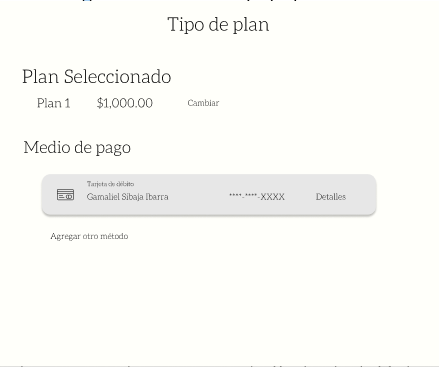 Tipo de plan
Plan Seleccionado
Plan 1 $1,000.00 Cambiar
Medio de pago
Tarjeta de débito
Gamaliel Sibaja Ibarra ****-****-XXXX Detalles
Agregar otro método